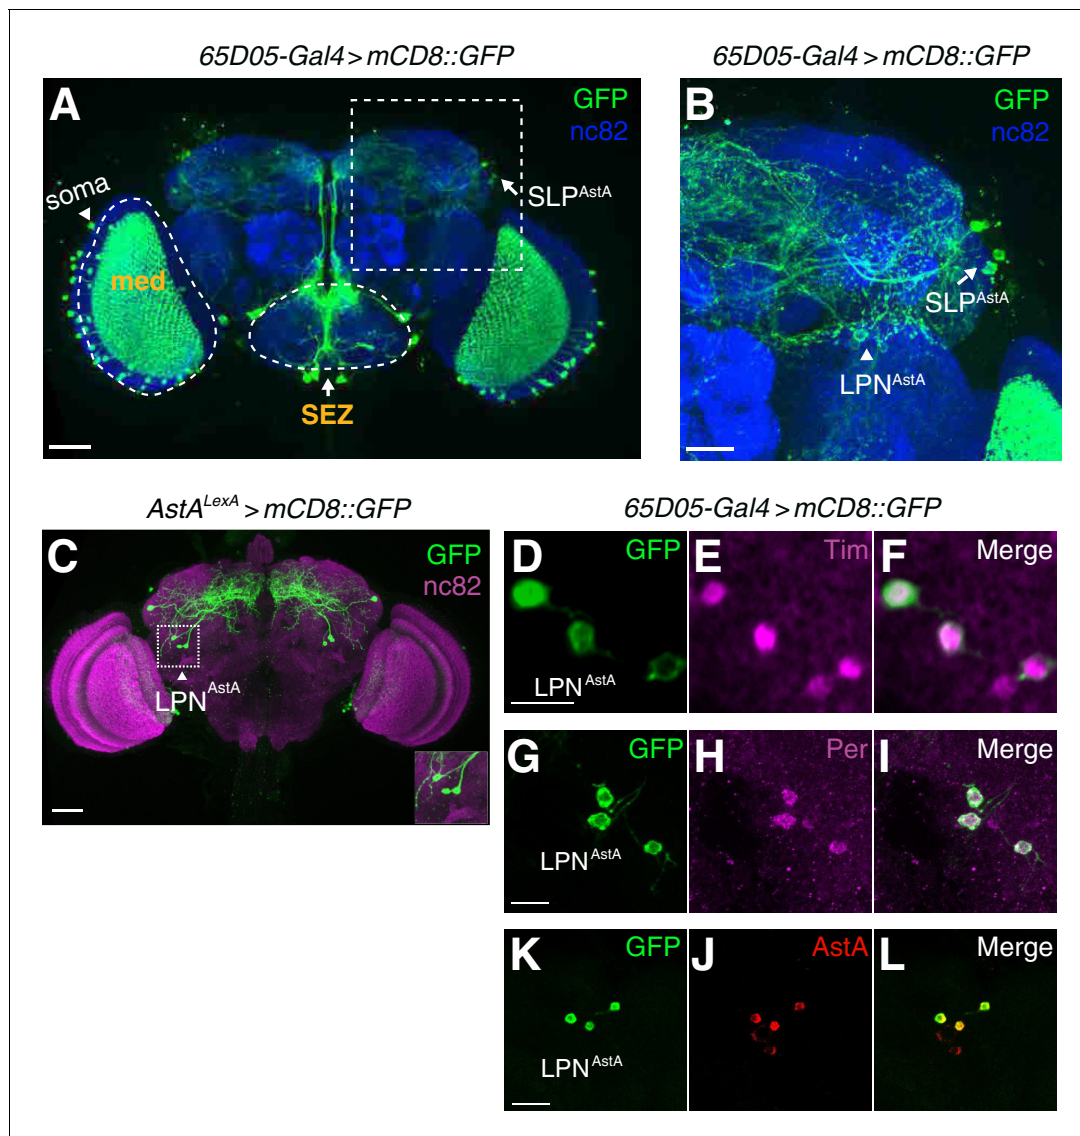 65D05-Gal4 > mCD8::GFP
A
GFP
nc82
soma
med
SLP^AstA
SEZ
65D05-Gal4 > mCD8::GFP
B
GFP
nc82
SLP^AstA
LPN^AstA
AstA^LexA > mCD8::GFP
C
GFP
nc82
LPN^AstA
65D05-Gal4 > mCD8::GFP
D
GFP
LPN^AstA
E
Tim
F
Merge
G
GFP
LPN^AstA
H
Per
I
Merge
K
GFP
LPN^AstA
J
AstA
L
Merge